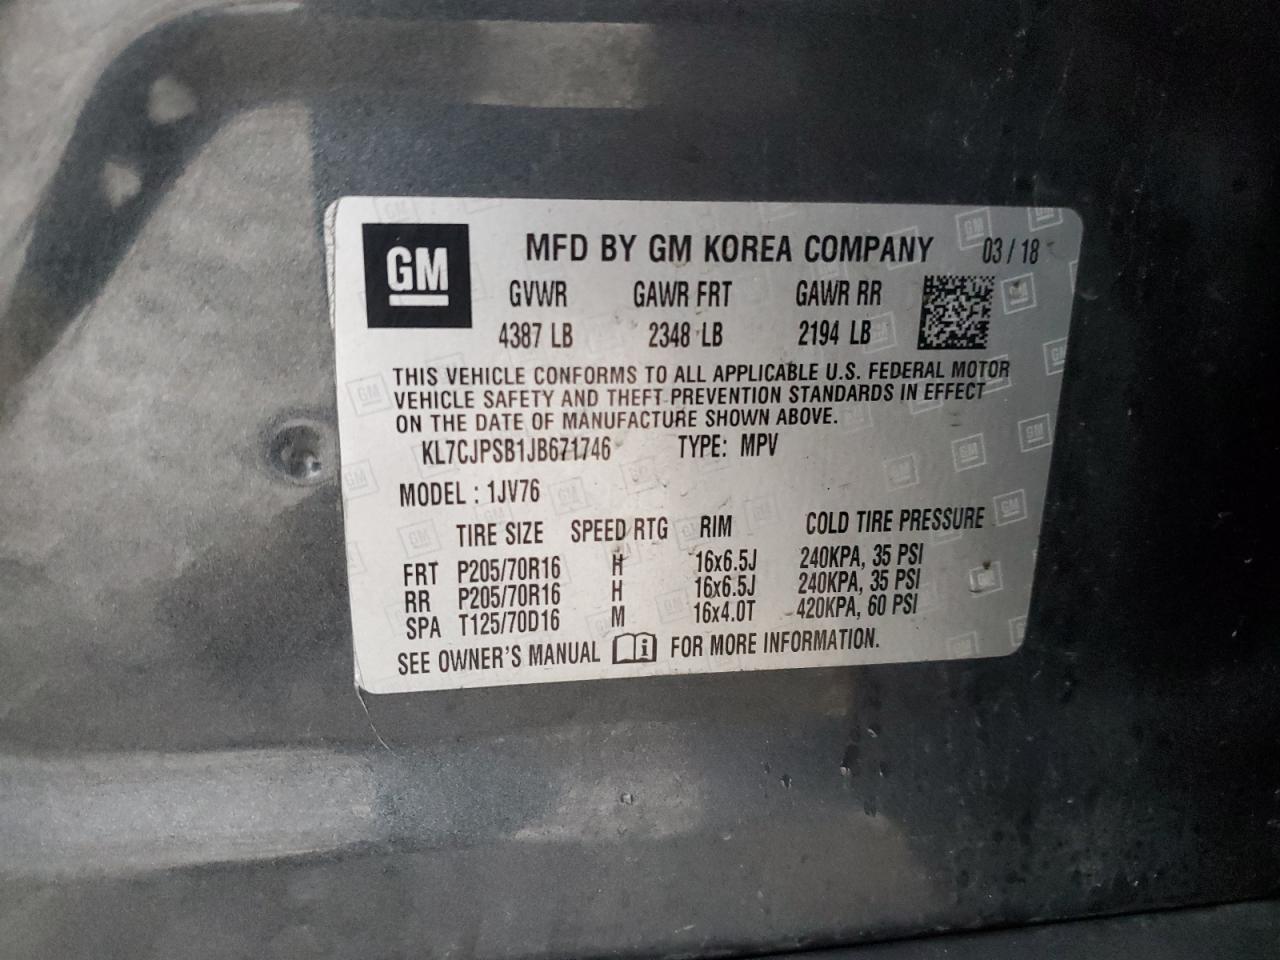 GM MFD BY GM KOREA COMPANY 03 / 18
GVWR GAWR FRT GAWR RR
4387 LB 2348 LB 2194 LB
THIS VEHICLE CONFORMS TO ALL APPLICABLE U.S. FEDERAL MOTOR
VEHICLE SAFETY AND THEFT PREVENTION STANDARDS IN EFFECT
ON THE DATE OF MANUFACTURE SHOWN ABOVE.
KL7CJPSB1JB671746 TYPE: MPV
MODEL : 1JV76
TIRE SIZE SPEED RTG RIM COLD TIRE PRESSURE
FRT P205/70R16 H 16x6.5J 240KPA, 35 PSI
RR P205/70R16 H 16x6.5J 240KPA, 35 PSI
SPA T125/70D16 M 16x4.0T 420KPA, 60 PSI
SEE OWNER'S MANUAL FOR MORE INFORMATION.